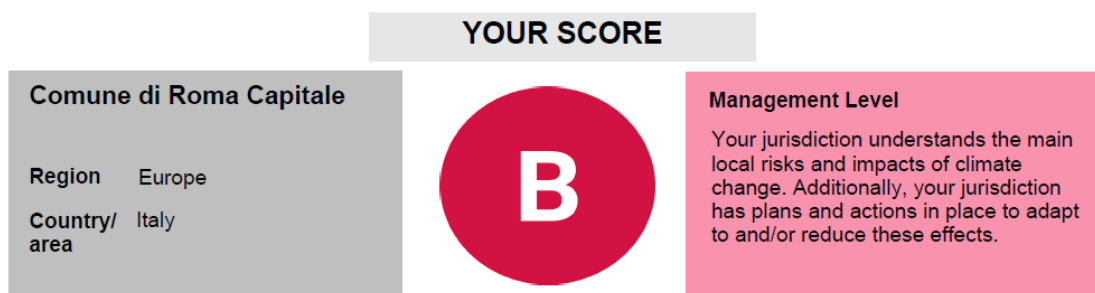 YOUR SCORE
Comune di Roma Capitale
Region Europe
Country/ Italy
area
B
Management Level
Your jurisdiction understands the main
local risks and impacts of climate
change. Additionally, your jurisdiction
has plans and actions in place to adapt
to and/or reduce these effects.